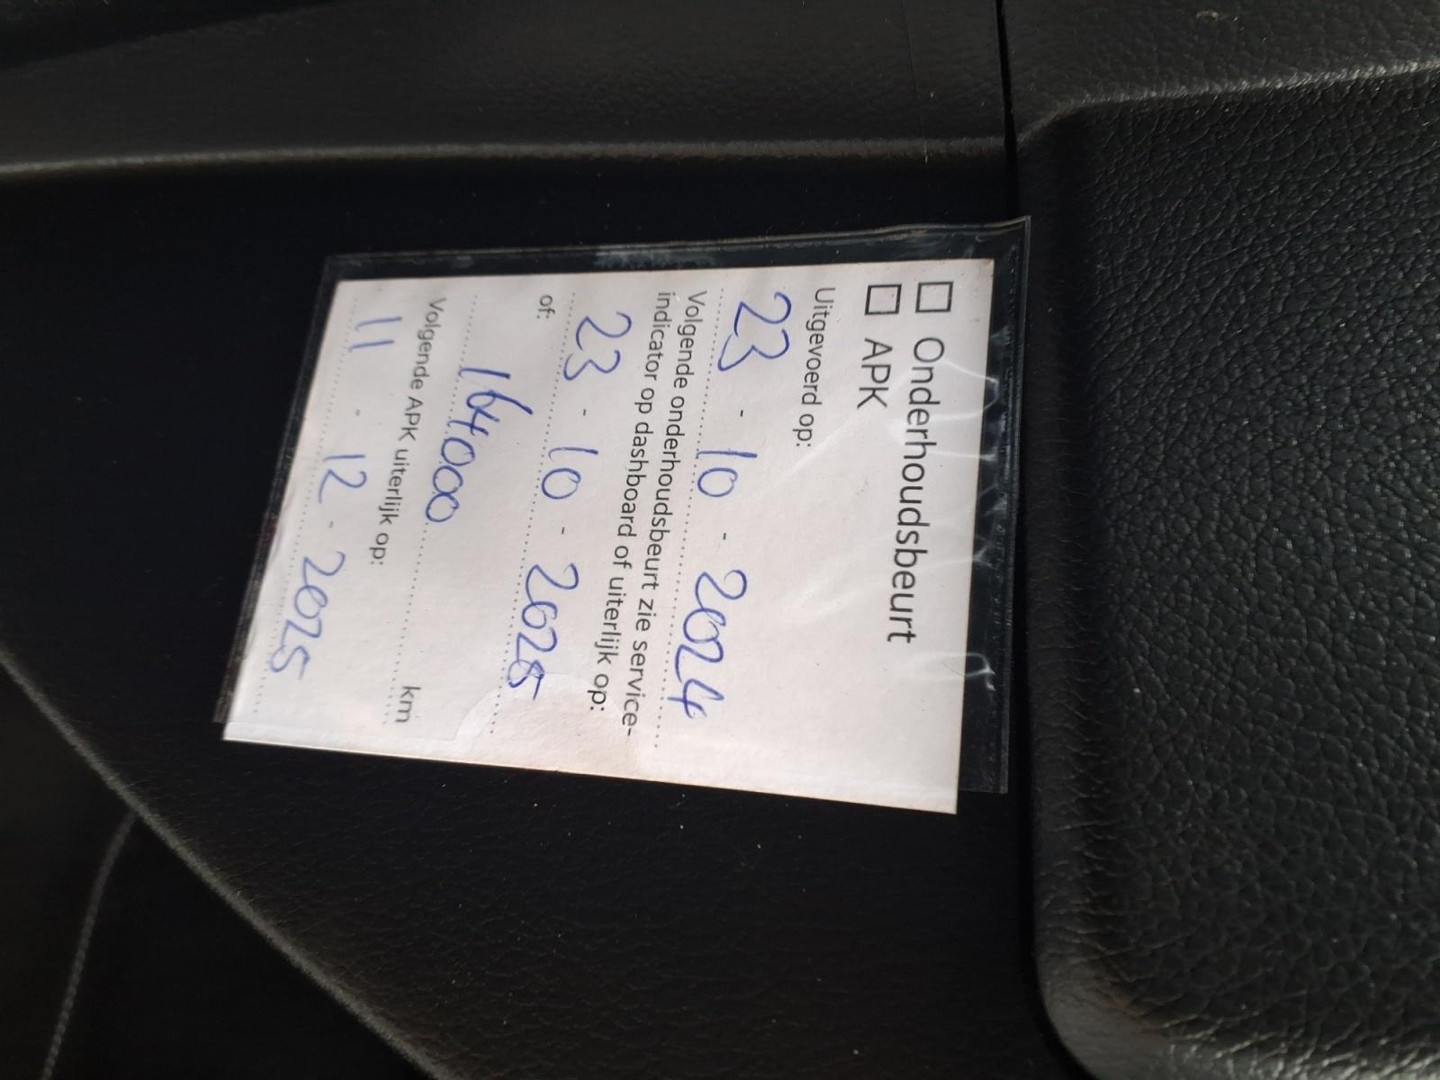 ☐ Onderhoudsbeurt
☐ APK
Uitgevoerd op:
23 - 10 - 2024
Volgende onderhoudsbeurt zie service-
indicator op dashboard of uiterlijk op:
23 - 10 - 2025
of:
164000 km
Volgende APK uiterlijk op:
11 - 12 - 2025